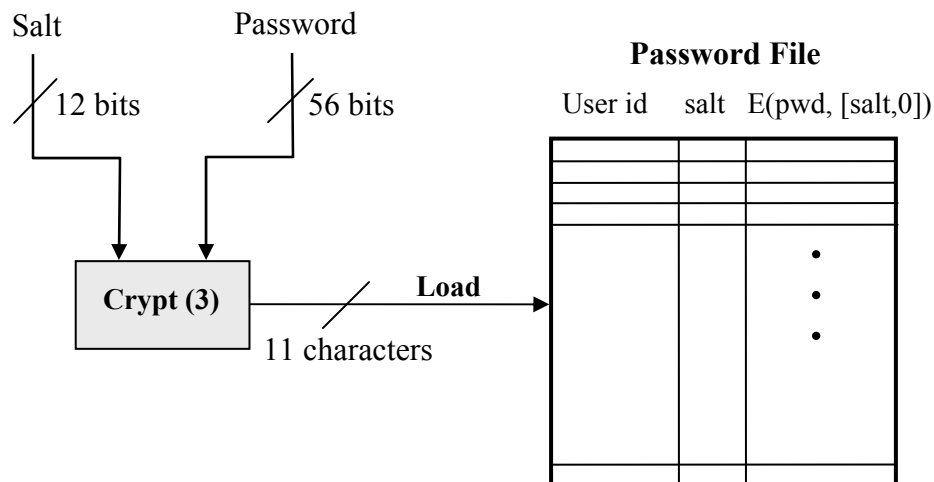 Salt
Password
Password File
12 bits
56 bits
User id salt E(pwd, [salt,0])
Crypt (3)
Load
11 characters